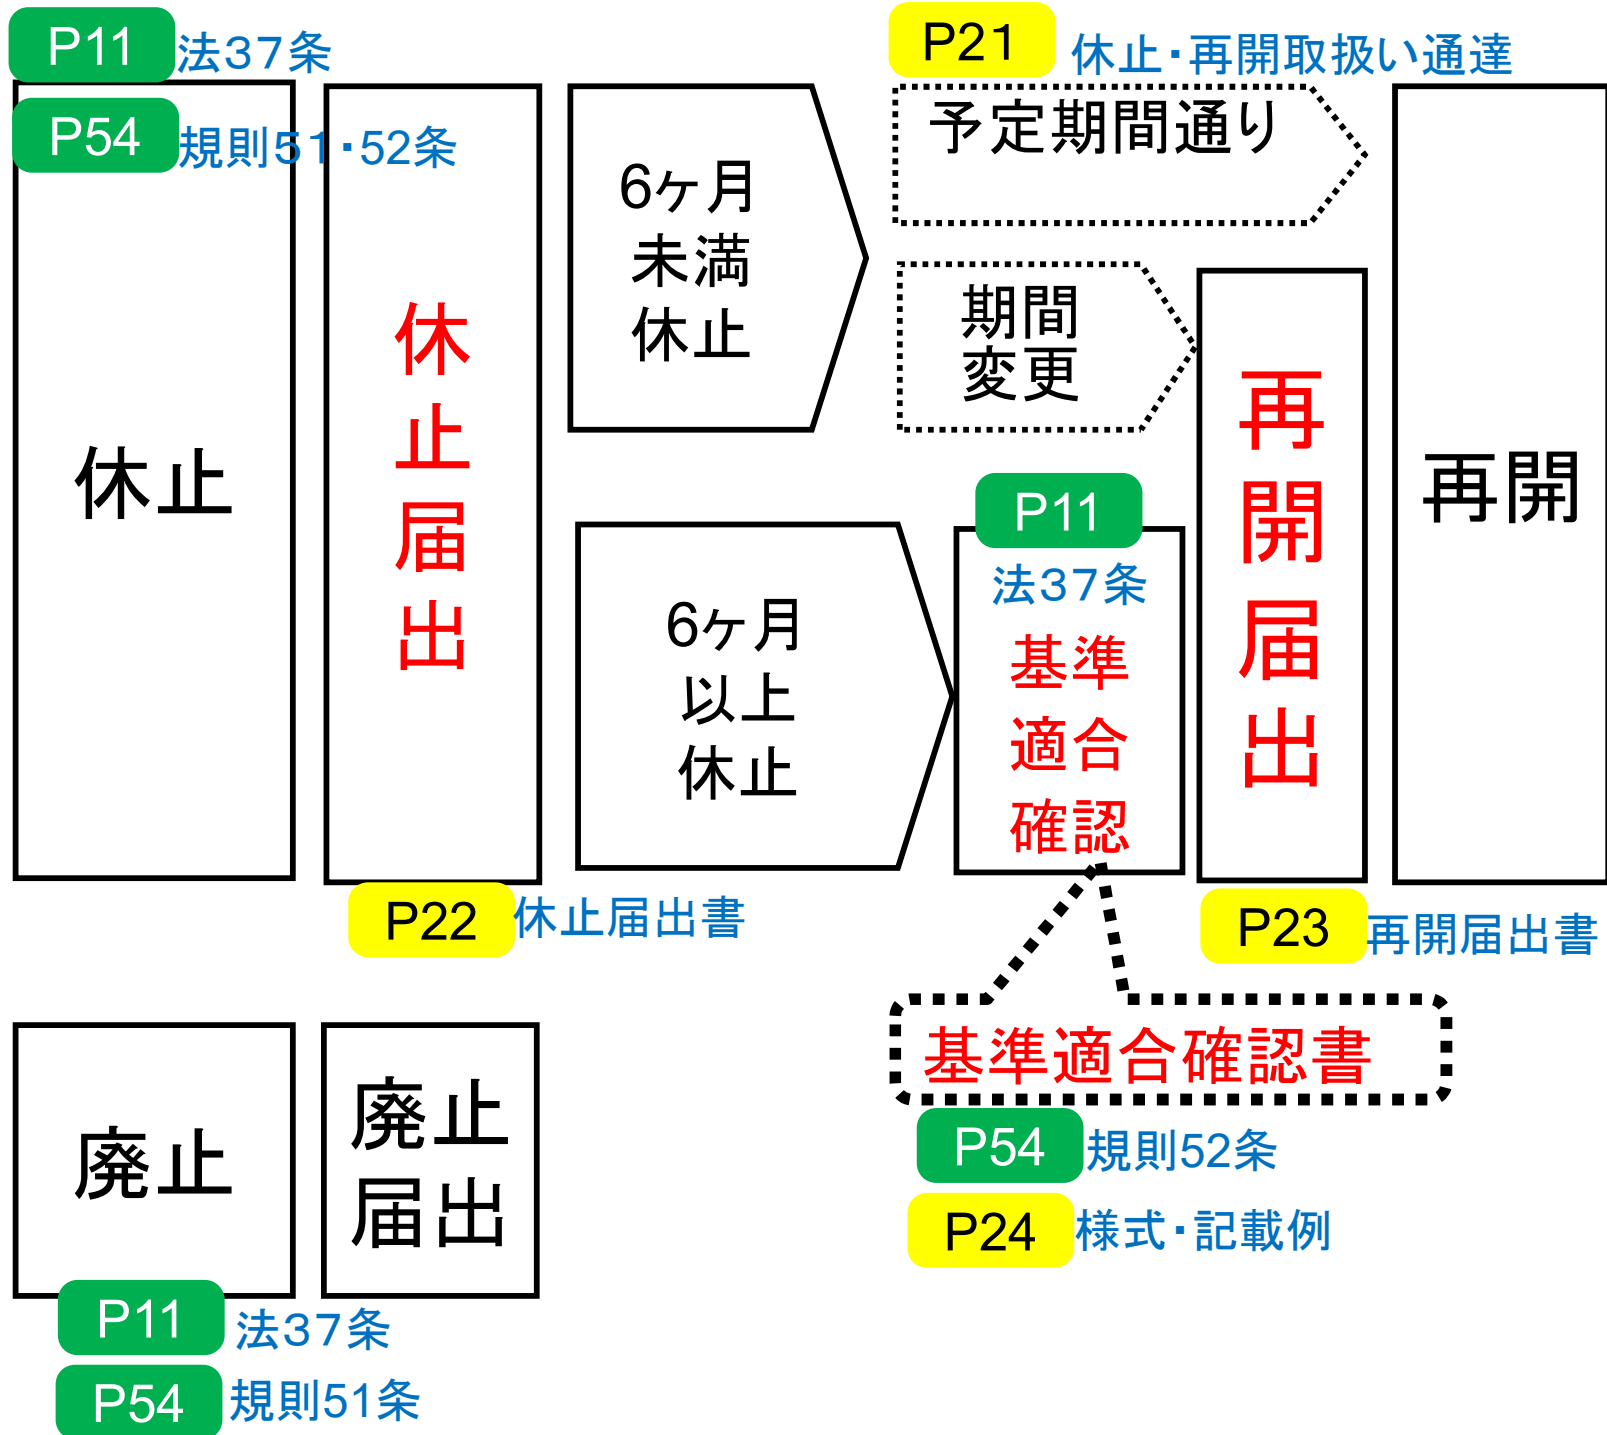 P11
法３７条
P54
規則５１・52条
休止
休
止
届
出
P22
休止届出書
6ヶ月
未満
休止
P21
休止・再開取扱い通達
予定期間通り
期間
変更
6ヶ月
以上
休止
P11
法３７条
基準
適合
確認
再
開
届
出
P23
再開届出書
再開
基準適合確認書
P54
規則52条
P24
様式・記載例
廃止
廃止
届出
P11
法３７条
P54
規則51条